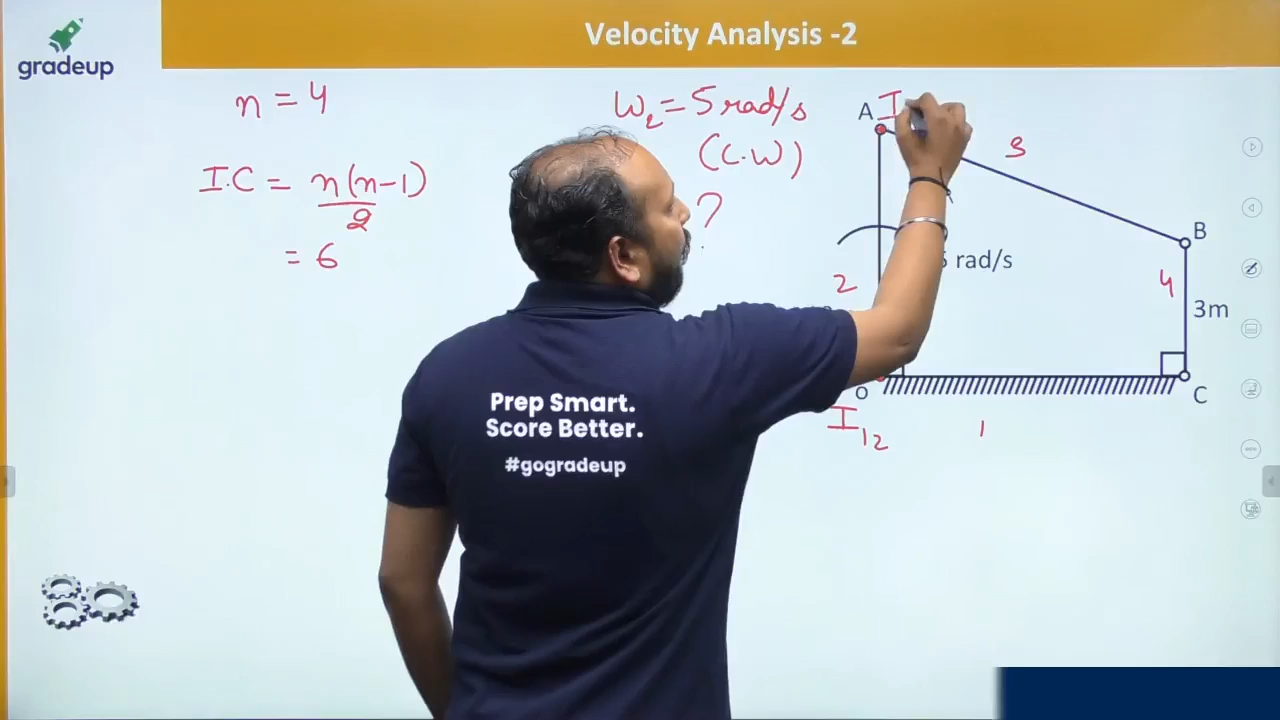 gradeup
Velocity Analysis -2
n = 4
I.C = n(n-1)
2
= 6
ω₂ = 5 rad/s
(C.W)
?
A I
3
B
rad/s
2
4
3m
O
C
I₁₂
1
Prep Smart.
Score Better.
#gogradeup